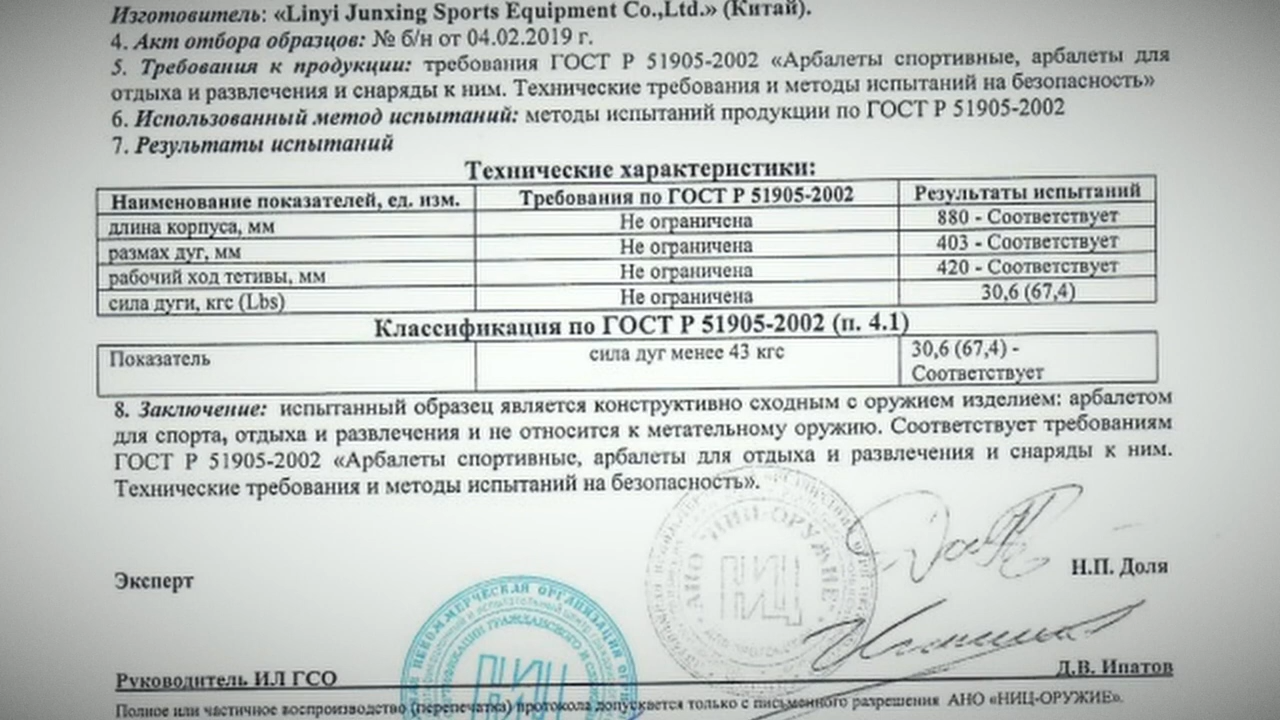 Изготовитель: «Linyi Junxing Sports Equipment Co.,Ltd.» (Китай).
4. Акт отбора образцов: № б/н от 04.02.2019 г.
5. Требования к продукции: требования ГОСТ Р 51905-2002 «Арбалеты спортивные, арбалеты для
отдыха и развлечения и снаряды к ним. Технические требования и методы испытаний на безопасность»
6. Использованный метод испытаний: методы испытаний продукции по ГОСТ Р 51905-2002
7. Результаты испытаний
Технические характеристики:
Наименование показателей, ед. изм. Требования по ГОСТ Р 51905-2002 Результаты испытаний
длина корпуса, мм Не ограничена 880 - Соответствует
размах дуг, мм Не ограничена 403 - Соответствует
рабочий ход тетивы, мм Не ограничена 420 - Соответствует
сила дуги, кгс (Lbs) Не ограничена 30,6 (67,4)
Классификация по ГОСТ Р 51905-2002 (п. 4.1)
Показатель сила дуг менее 43 кгс 30,6 (67,4) -
Соответствует
8. Заключение: испытанный образец является конструктивно сходным с оружием изделием: арбалетом
для спорта, отдыха и развлечения и не относится к метательному оружию. Соответствует требованиям
ГОСТ Р 51905-2002 «Арбалеты спортивные, арбалеты для отдыха и развлечения и снаряды к ним.
Технические требования и методы испытаний на безопасность».
АНО "НИЦ-ОРУЖИЕ"
НИЦ
Эксперт Н.П. Доля
НЕКОММЕРЧЕСКАЯ ОРГАНИЗАЦИЯ
НИЦ
Руководитель ИЛ ГСО Д.В. Ипатов
Полное или частичное воспроизводство (перепечатка) протокола допускается только с письменного разрешения АНО «НИЦ-ОРУЖИЕ».